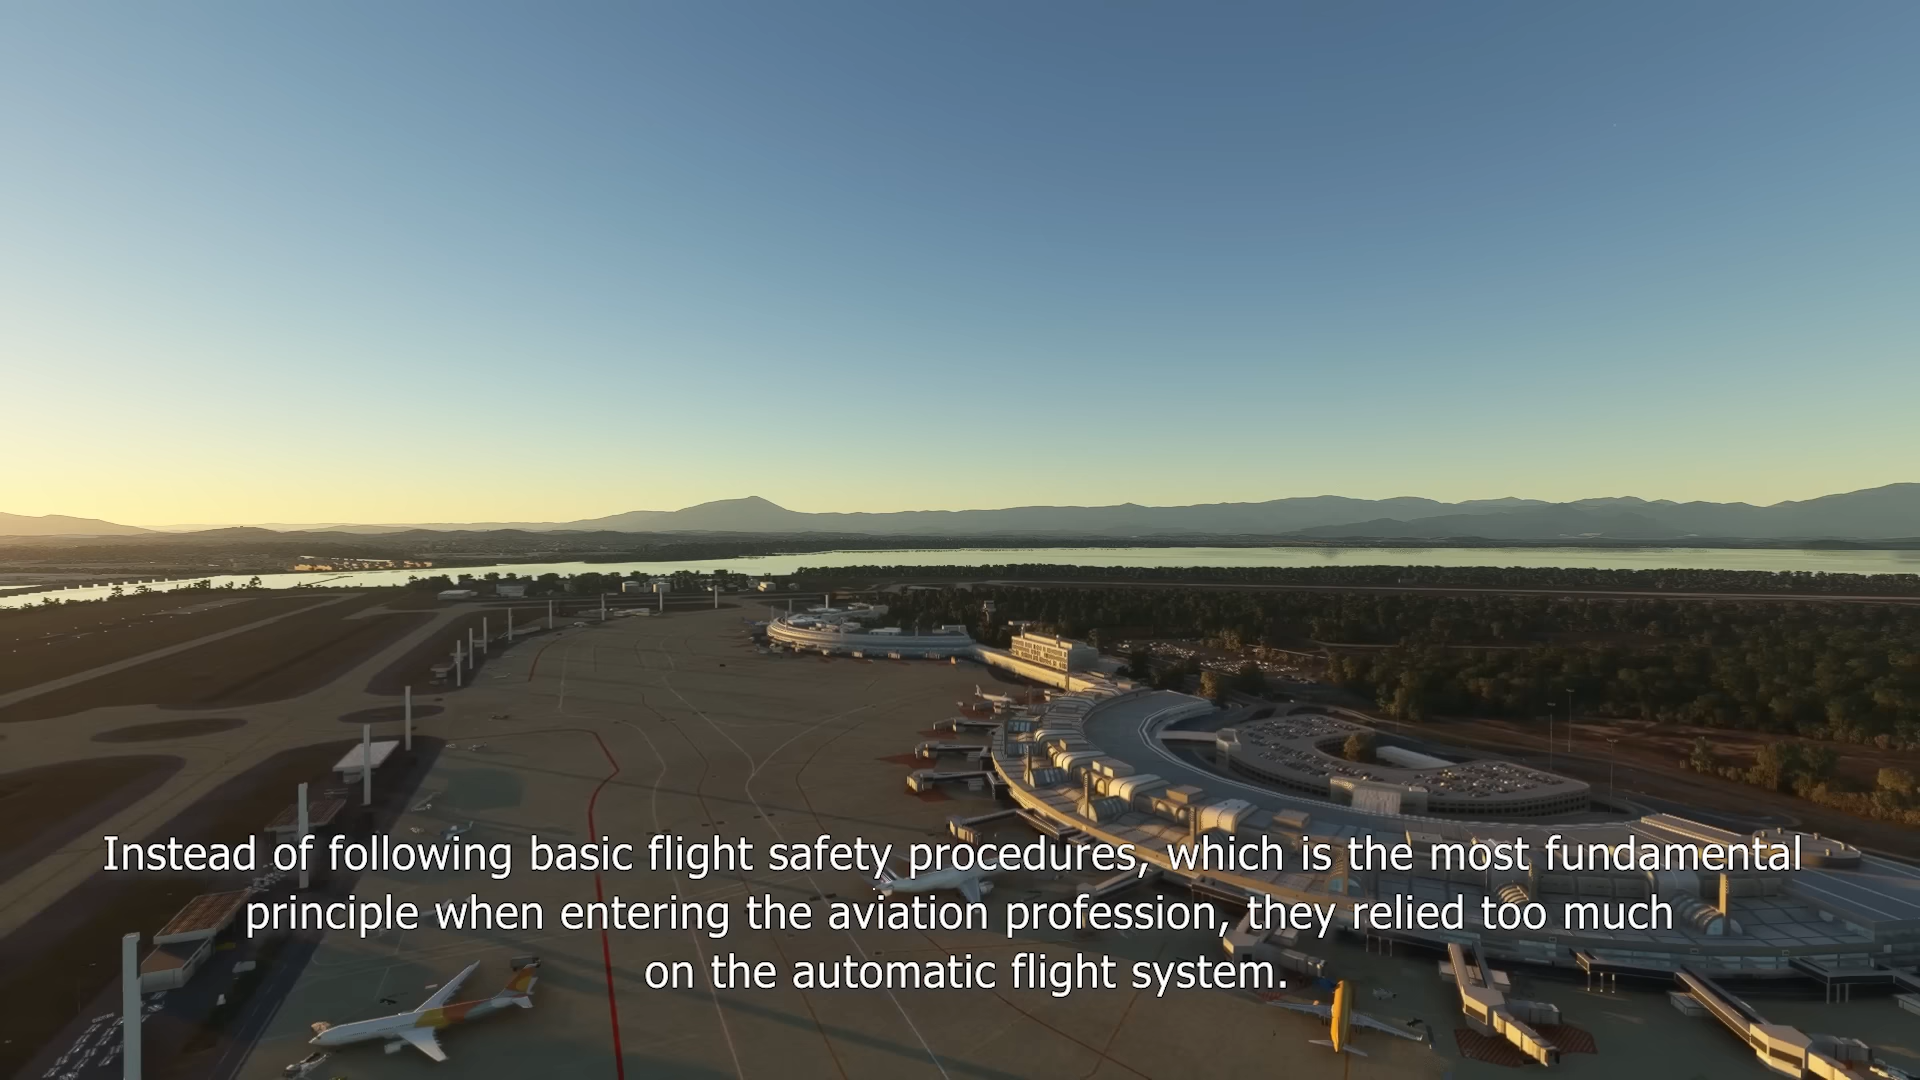 Instead of following basic flight safety procedures, which is the most fundamental
principle when entering the aviation profession, they relied too much
on the automatic flight system.